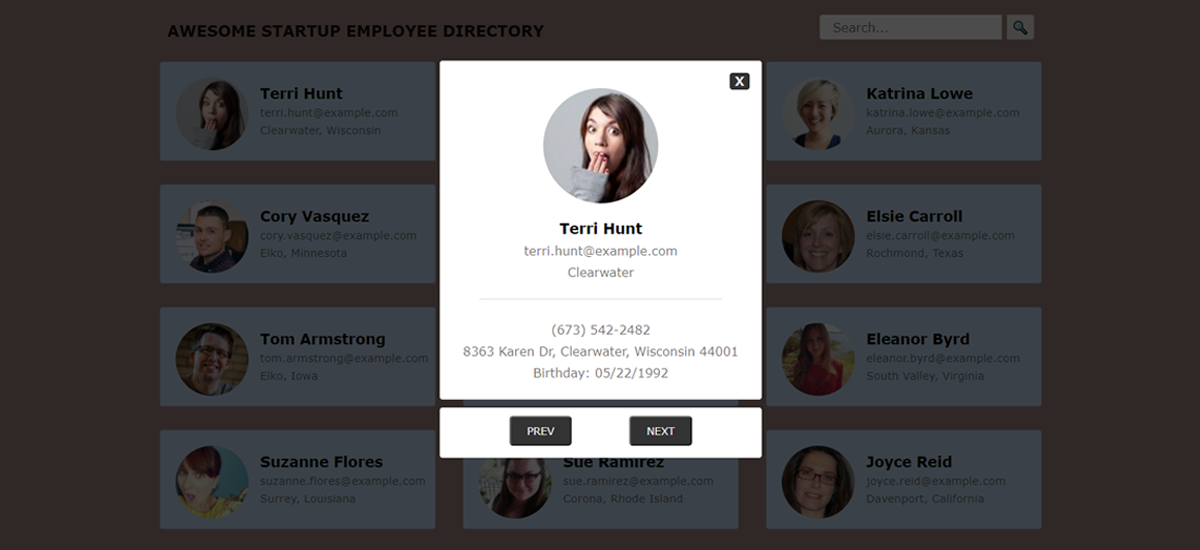 AWESOME STARTUP EMPLOYEE DIRECTORY
Search...
Terri Hunt
terri.hunt@example.com
Clearwater, Wisconsin
X
Terri Hunt
terri.hunt@example.com
Clearwater
(673) 542-2482
8363 Karen Dr, Clearwater, Wisconsin 44001
Birthday: 05/22/1992
PREV
NEXT
Katrina Lowe
katrina.lowe@example.com
Aurora, Kansas
Cory Vasquez
cory.vasquez@example.com
Elko, Minnesota
Elsie Carroll
elsie.carroll@example.com
Rochmond, Texas
Tom Armstrong
tom.armstrong@example.com
Elko, Iowa
Eleanor Byrd
eleanor.byrd@example.com
South Valley, Virginia
Suzanne Flores
suzanne.flores@example.com
Surrey, Louisiana
Sue Ramirez
sue.ramirez@example.com
Corona, Rhode Island
Joyce Reid
joyce.reid@example.com
Davenport, California